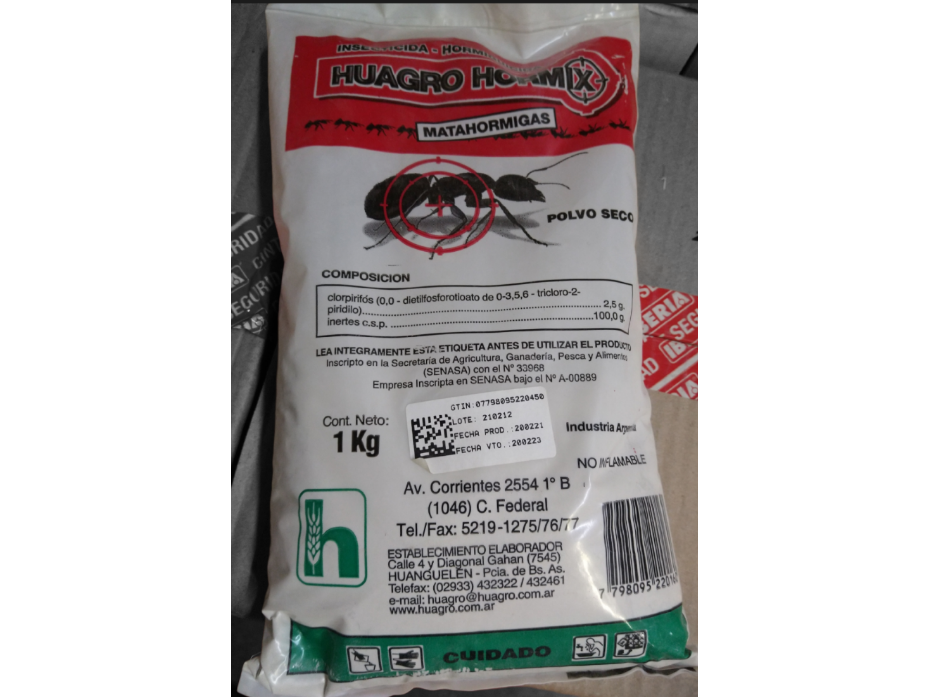 INSECTICIDA -
HUAGRO HORMIX
MATAHORMIGAS
POLVO SECO
COMPOSICION
clorpirifós (0,0 - dietilfosforotioato de 0-3,5,6 - tricloro-2-
piridilo)........................................................ 2,5 g.
inertes c.s.p. ..................................................100,0 g.
LEA INTEGRAMENTE ESTA ETIQUETA ANTES DE UTILIZAR EL PRODUCTO
Inscripto en la Secretaría de Agricultura, Ganadería, Pesca y
(SENASA) con el Nº 33968
Empresa Inscripta en SENASA bajo el Nº A-00889
Cont. Neto:
1 Kg
GTIN:07798095220450
LOTE: 210212
FECHA PROD.:200221
FECHA VTO.:200223
Industria
NO INFLAMABLE
Av. Corrientes 2554 1º B
(1046) C. Federal
Tel./Fax: 5219-1275/76/77
ESTABLECIMIENTO ELABORADOR
Calle 4 y Diagonal Gahan (7545)
HUANGUELÉN - Pcia. de Bs. As.
Telefax: (02933) 432322 / 432461
e-mail: huagro@huagro.com.ar
www.huagro.com.ar
h
CUIDADO